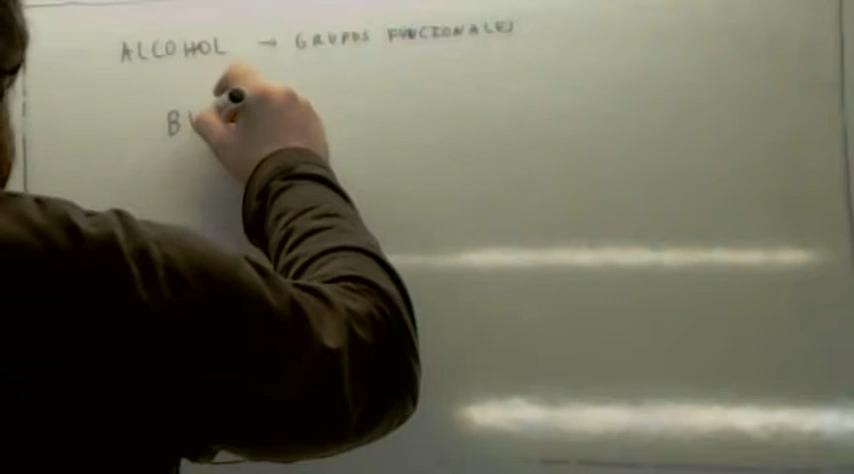 ALCOHOL → GRUPOS FUNCIONALES
B